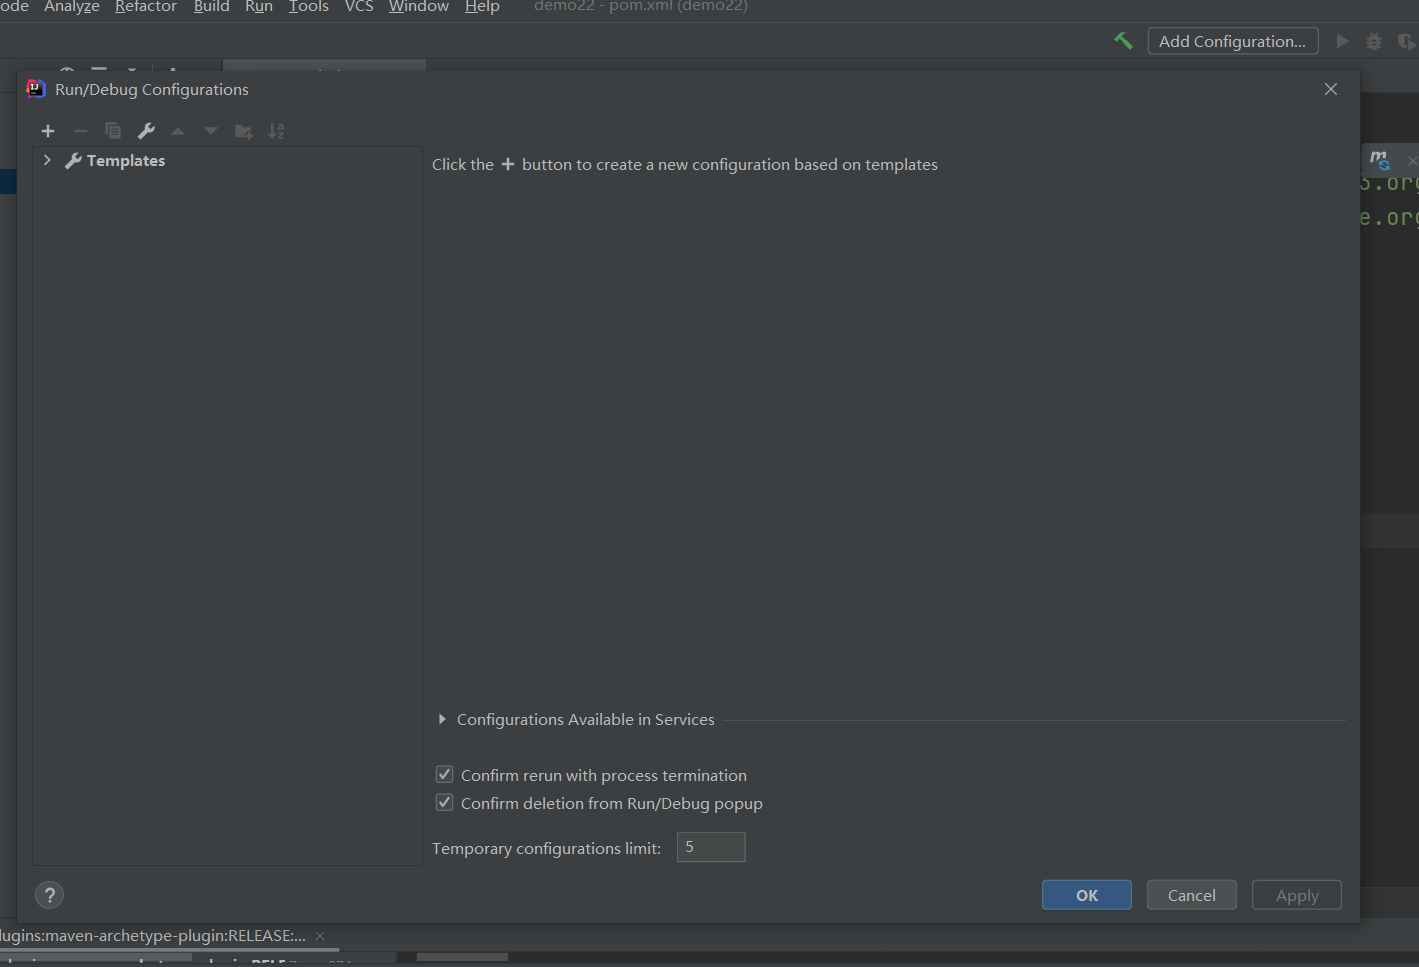 ode Analyze Refactor Build Run Tools VCS Window Help demo22 - pom.xml (demo22)
Add Configuration...
Run/Debug Configurations
Templates
Click the + button to create a new configuration based on templates
e.org
Configurations Available in Services
Confirm rerun with process termination
Confirm deletion from Run/Debug popup
Temporary configurations limit: 5
? OK Cancel Apply
lugins:maven-archetype-plugin:RELEASE:...